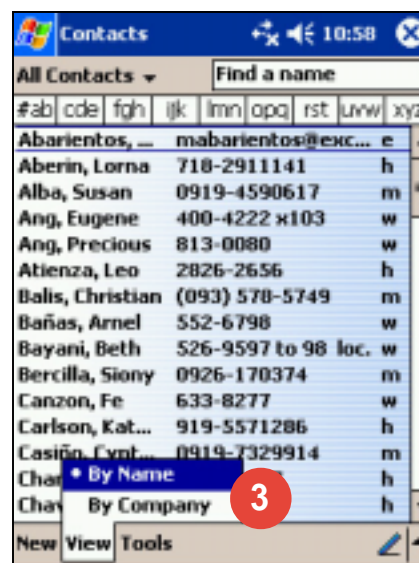 Contacts 10:58
All Contacts Find a name
#ab cde fgh ijk lmn opq rst uvw xyz
Abarientos, ... mabarientos@exc... e
Aberin, Lorna 718-2911141 h
Alba, Susan 0919-4590617 m
Ang, Eugene 400-4222 x103 w
Ang, Precious 813-0080 w
Atienza, Leo 2826-2656 h
Balis, Christian (093) 578-5749 m
Bañas, Arnel 552-6798 w
Bayani, Beth 526-9597 to 98 loc. w
Bercilla, Siony 0926-170374 m
Canzon, Fe 633-8277 w
Carlson, Kat... 919-5571286 h
Casiño, Cynt... 0919-7329914 m
Char h
• By Name
Chav h
By Company 3
New View Tools